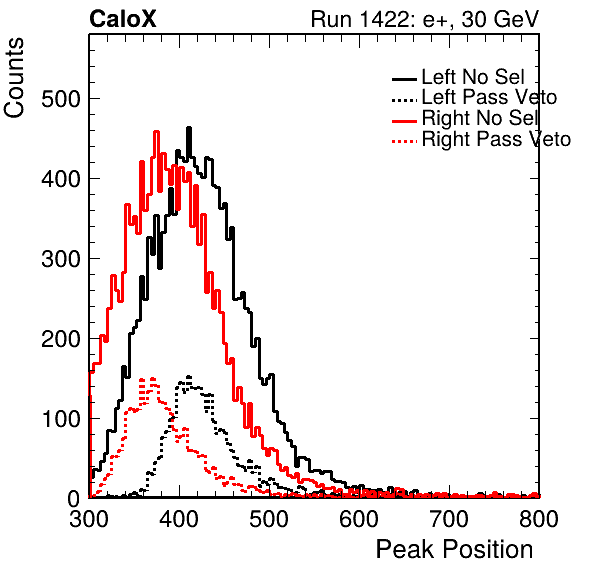 CaloX Run 1422: e+, 30 GeV
Counts
Left No Sel
Left Pass Veto
Right No Sel
Right Pass Veto
500
400
300
200
100
0
300 400 500 600 700 800
Peak Position